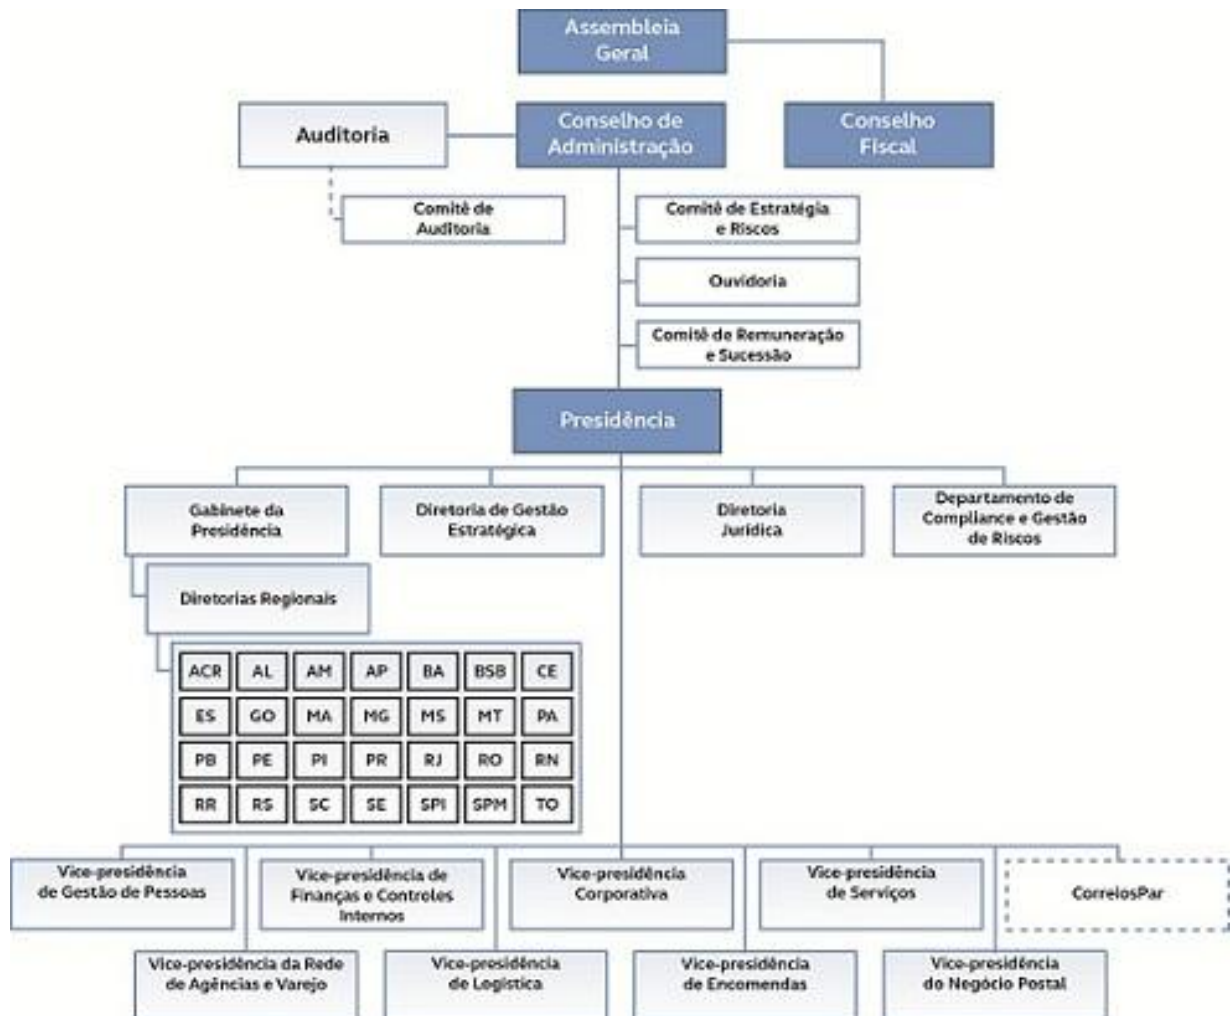 Assembleia
Geral
Auditoria
Conselho de
Administração
Conselho
Fiscal
Comitê de
Auditoria
Comitê de Estratégia
e Riscos
Ouvidoria
Comitê de Remuneração
e Sucessão
Presidência
Gabinete da
Presidência
Diretoria de Gestão
Estratégica
Diretoria
Jurídica
Departamento de
Compliance e Gestão
de Riscos
Diretorias Regionais
ACR AL AM AP BA BSB CE
ES GO MA MG MS MT PA
PB PE PI PR RJ RO RN
RR RS SC SE SPI SPM TO
Vice-presidência
de Gestão de Pessoas
Vice-presidência de
Finanças e Controles
Internos
Vice-presidência
Corporativa
Vice-presidência
de Serviços
CorreiosPar
Vice-presidência da Rede
de Agências e Varejo
Vice-presidência
de Logística
Vice-presidência
de Encomendas
Vice-presidência
do Negócio Postal